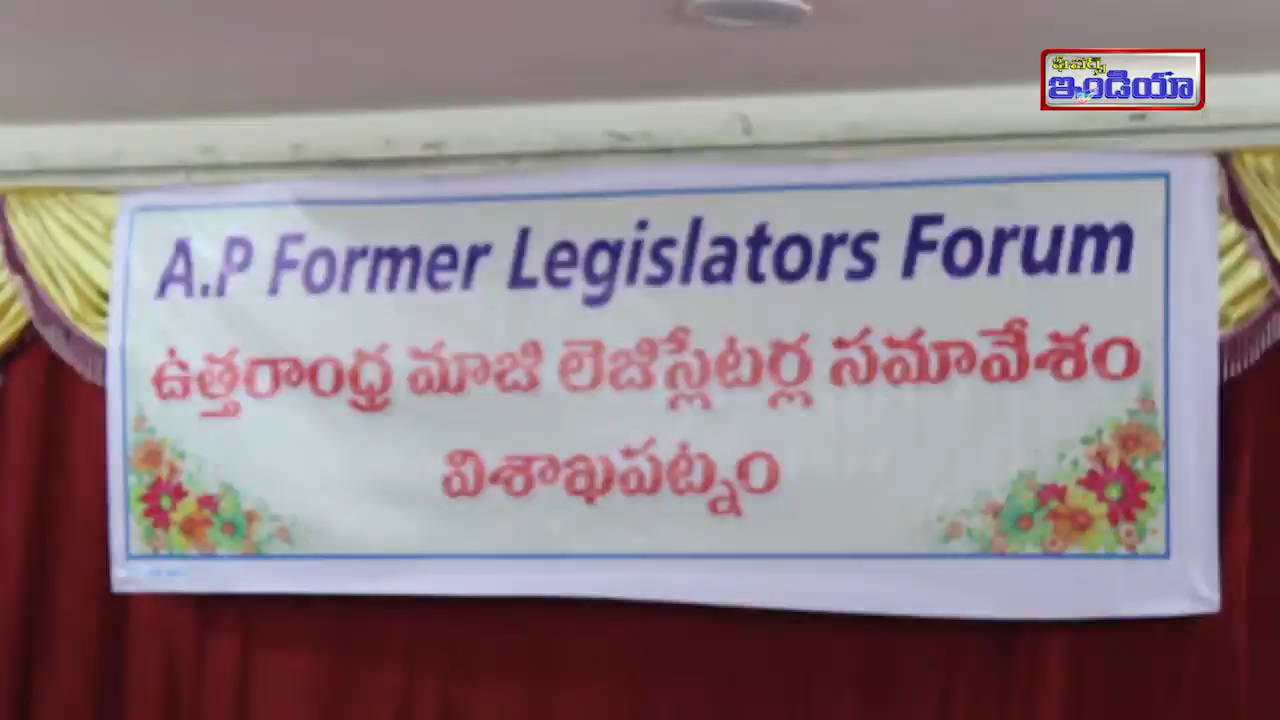 ఇండియా
A.P Former Legislators Forum
ఉత్తరాంధ్ర మాజి లెజిస్లేటర్ల సమావేశం
విశాఖపట్నం